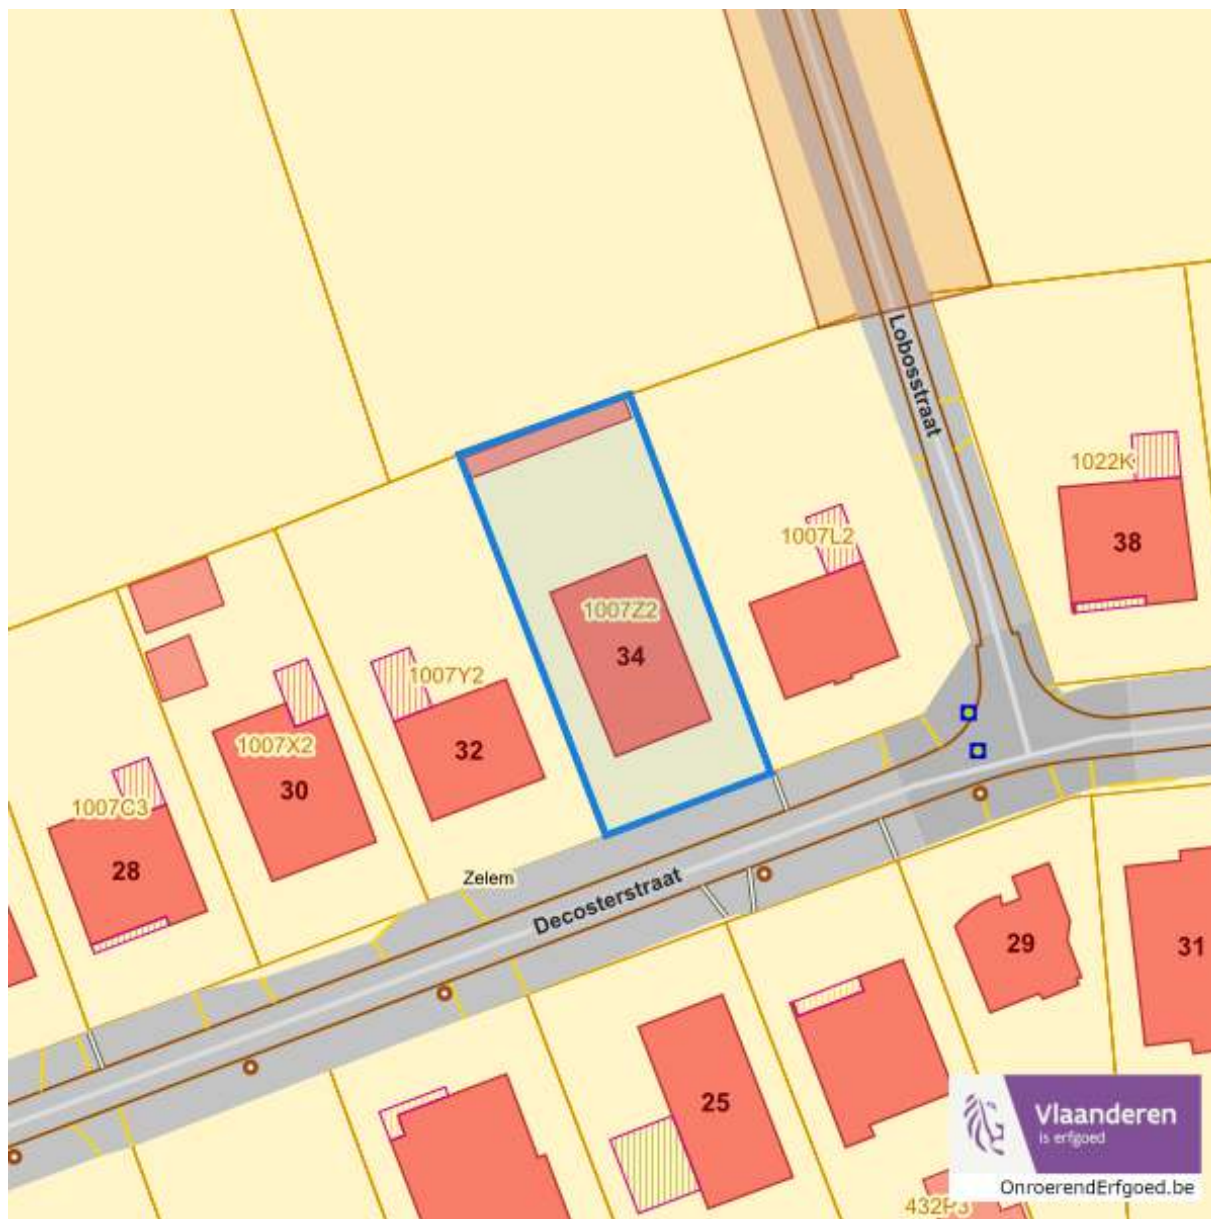 Lobosstraat
1022K
38
1007L2
1007Z2
34
1007Y2
32
1007X2
30
1007C3
28
Zelem
Decosterstraat
29
31
25
432P3
Vlaanderen
is erfgoed
OnroerendErfgoed.be